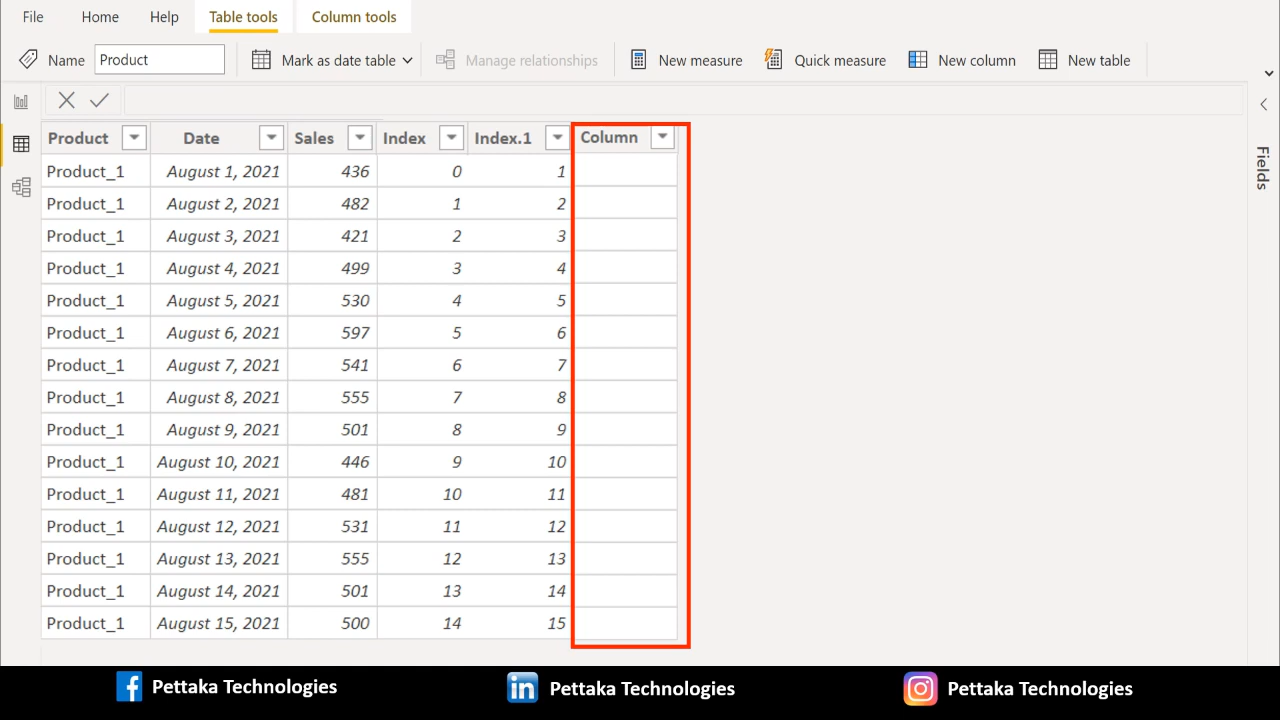 File Home Help Table tools Column tools
Name Product Mark as date table Manage relationships New measure Quick measure New column New table
Product Date Sales Index Index.1 Column
Product_1 August 1, 2021 436 0 1
Product_1 August 2, 2021 482 1 2
Product_1 August 3, 2021 421 2 3
Product_1 August 4, 2021 499 3 4
Product_1 August 5, 2021 530 4 5
Product_1 August 6, 2021 597 5 6
Product_1 August 7, 2021 541 6 7
Product_1 August 8, 2021 555 7 8
Product_1 August 9, 2021 501 8 9
Product_1 August 10, 2021 446 9 10
Product_1 August 11, 2021 481 10 11
Product_1 August 12, 2021 531 11 12
Product_1 August 13, 2021 555 12 13
Product_1 August 14, 2021 501 13 14
Product_1 August 15, 2021 500 14 15
Fields
f Pettaka Technologies in Pettaka Technologies Pettaka Technologies